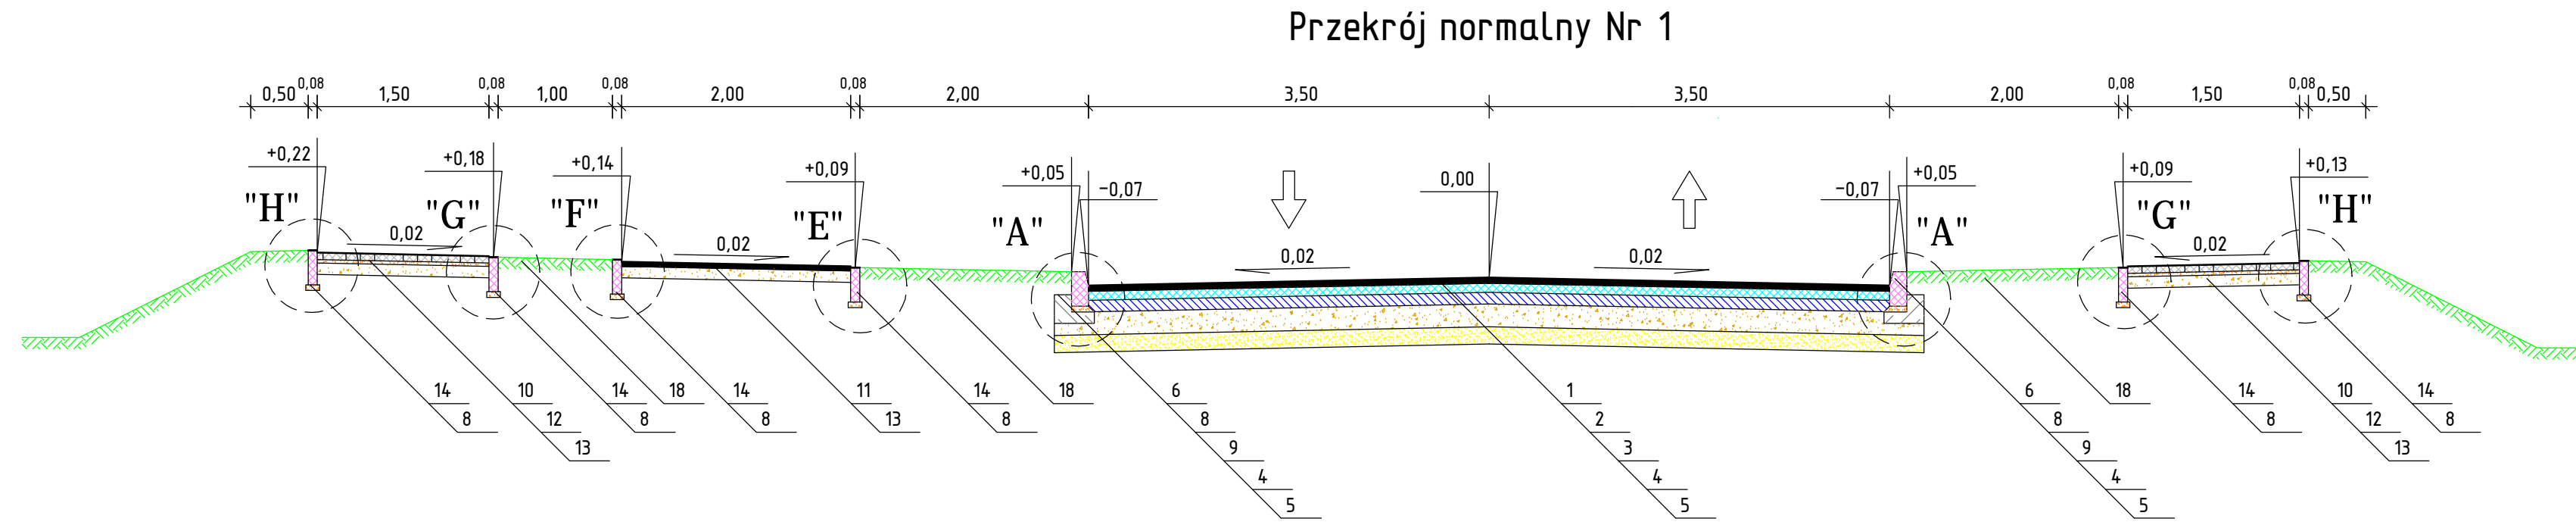 Przekrój normalny Nr 1
0,50 0,08 1,50 0,08 1,00 0,08 2,00 0,08 2,00 3,50 3,50 2,00 0,08 1,50 0,08 0,50
+0,22 +0,18 +0,14 +0,09 +0,05 -0,07 0,00 -0,07 +0,05 +0,09 +0,13
"H" "G" "F" "E" "A" "A" "G" "H"
0,02 0,02 0,02 0,02 0,02
14 10 14 18 14 11 14 18 6 1 6 18 14 10 14
8 12 8 8 13 8 8 2 8 8 12 8
13 9 3 9 13
4 4 4
5 5 5